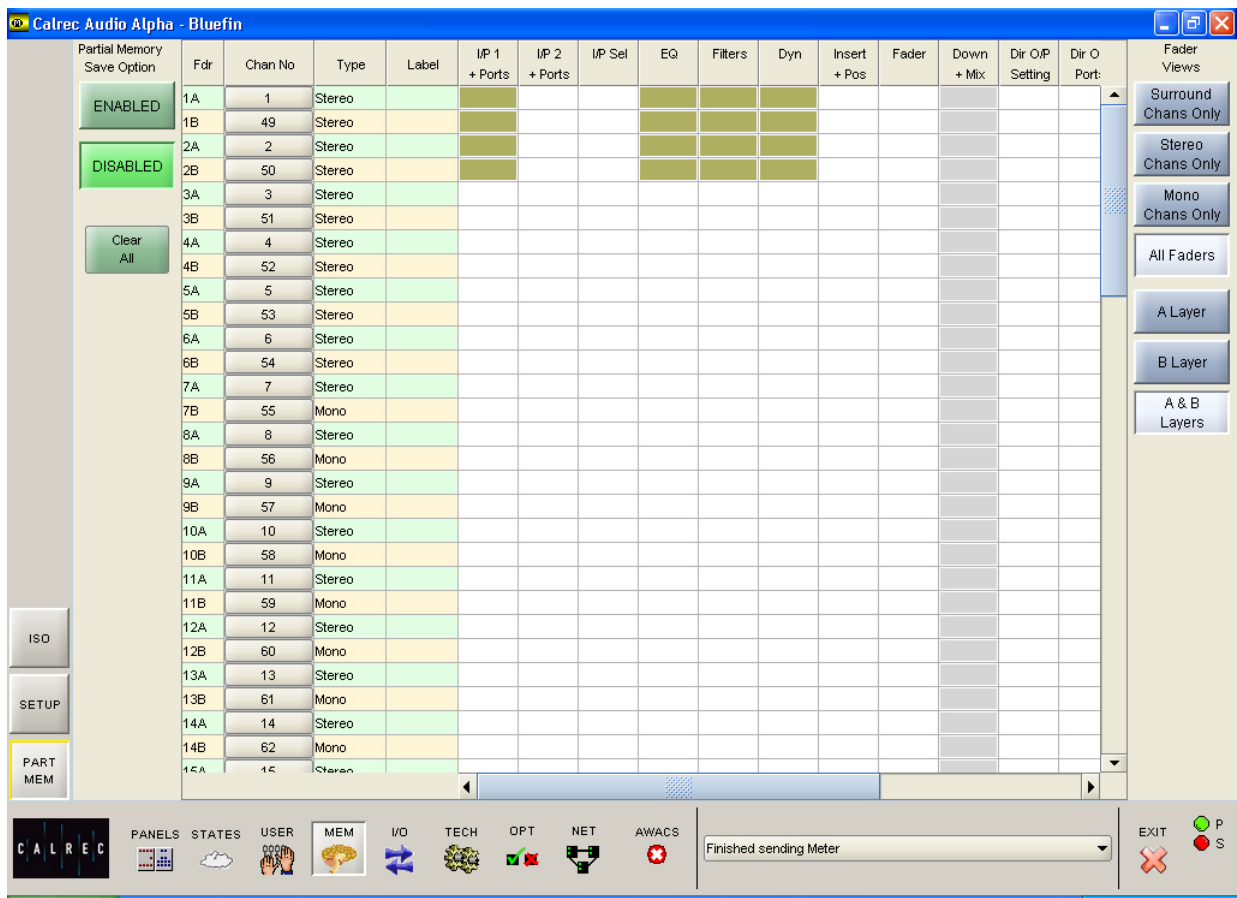 Calrec Audio Alpha - Bluefin
Partial Memory
Save Option
ENABLED
DISABLED
Clear
All
Fdr Chan No Type Label I/P 1 + Ports I/P 2 + Ports I/P Sel EQ Filters Dyn Insert + Pos Fader Down + Mix Dir O/P Setting Dir O Port
1A 1 Stereo
1B 49 Stereo
2A 2 Stereo
2B 50 Stereo
3A 3 Stereo
3B 51 Stereo
4A 4 Stereo
4B 52 Stereo
5A 5 Stereo
5B 53 Stereo
6A 6 Stereo
6B 54 Stereo
7A 7 Stereo
7B 55 Mono
8A 8 Stereo
8B 56 Mono
9A 9 Stereo
9B 57 Mono
10A 10 Stereo
10B 58 Mono
11A 11 Stereo
11B 59 Mono
12A 12 Stereo
12B 60 Mono
13A 13 Stereo
13B 61 Mono
14A 14 Stereo
14B 62 Mono
15A 15 Stereo
Fader
Views
Surround
Chans Only
Stereo
Chans Only
Mono
Chans Only
All Faders
A Layer
B Layer
A & B
Layers
ISO
SETUP
PART
MEM
CALREC
PANELS STATES USER MEM I/O TECH OPT NET AWACS
Finished sending Meter
EXIT
P
S